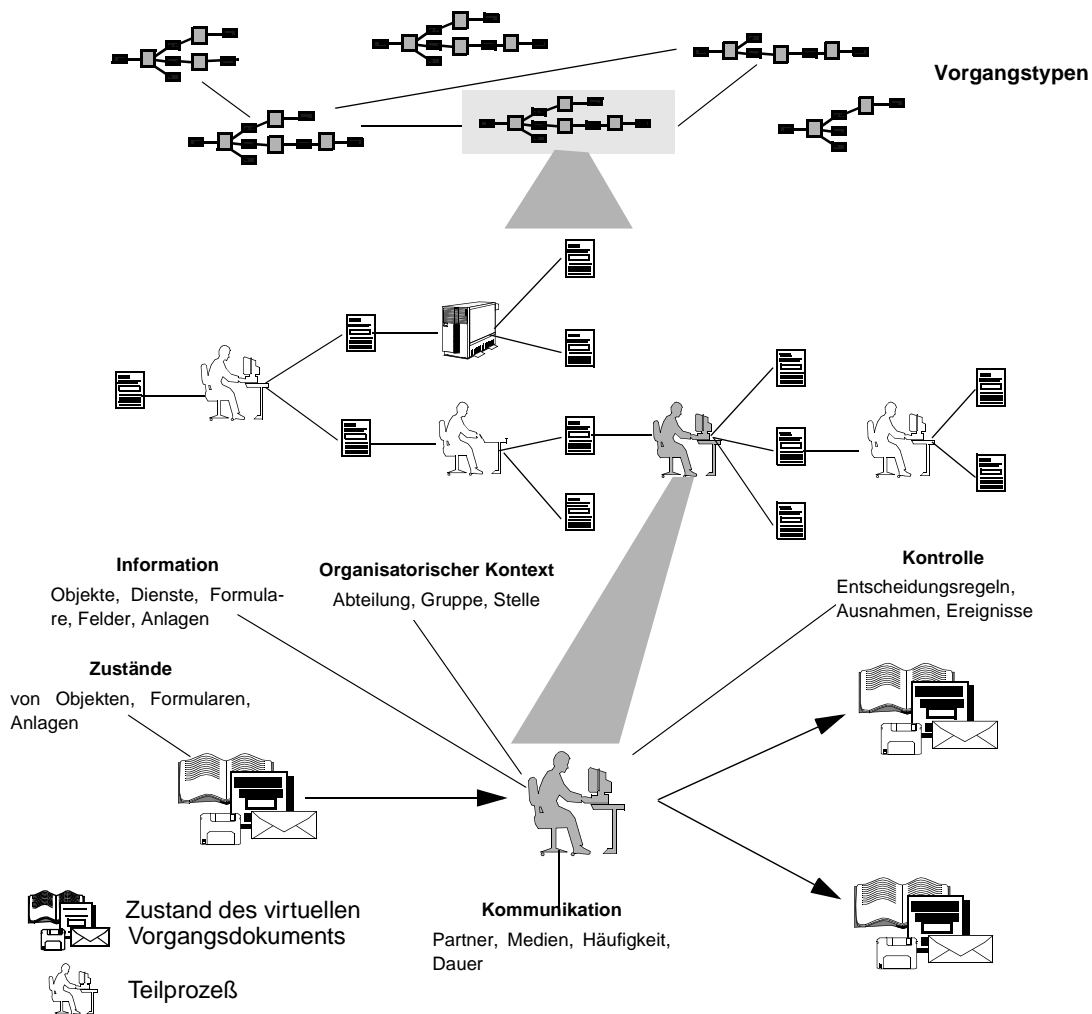 Vorgangstypen
Information
Objekte, Dienste, Formula-
re, Felder, Anlagen
Organisatorischer Kontext
Abteilung, Gruppe, Stelle
Kontrolle
Entscheidungsregeln,
Ausnahmen, Ereignisse
Zustände
von Objekten, Formularen,
Anlagen
Kommunikation
Partner, Medien, Häufigkeit,
Dauer
Zustand des virtuellen
Vorgangsdokuments
Teilprozeß